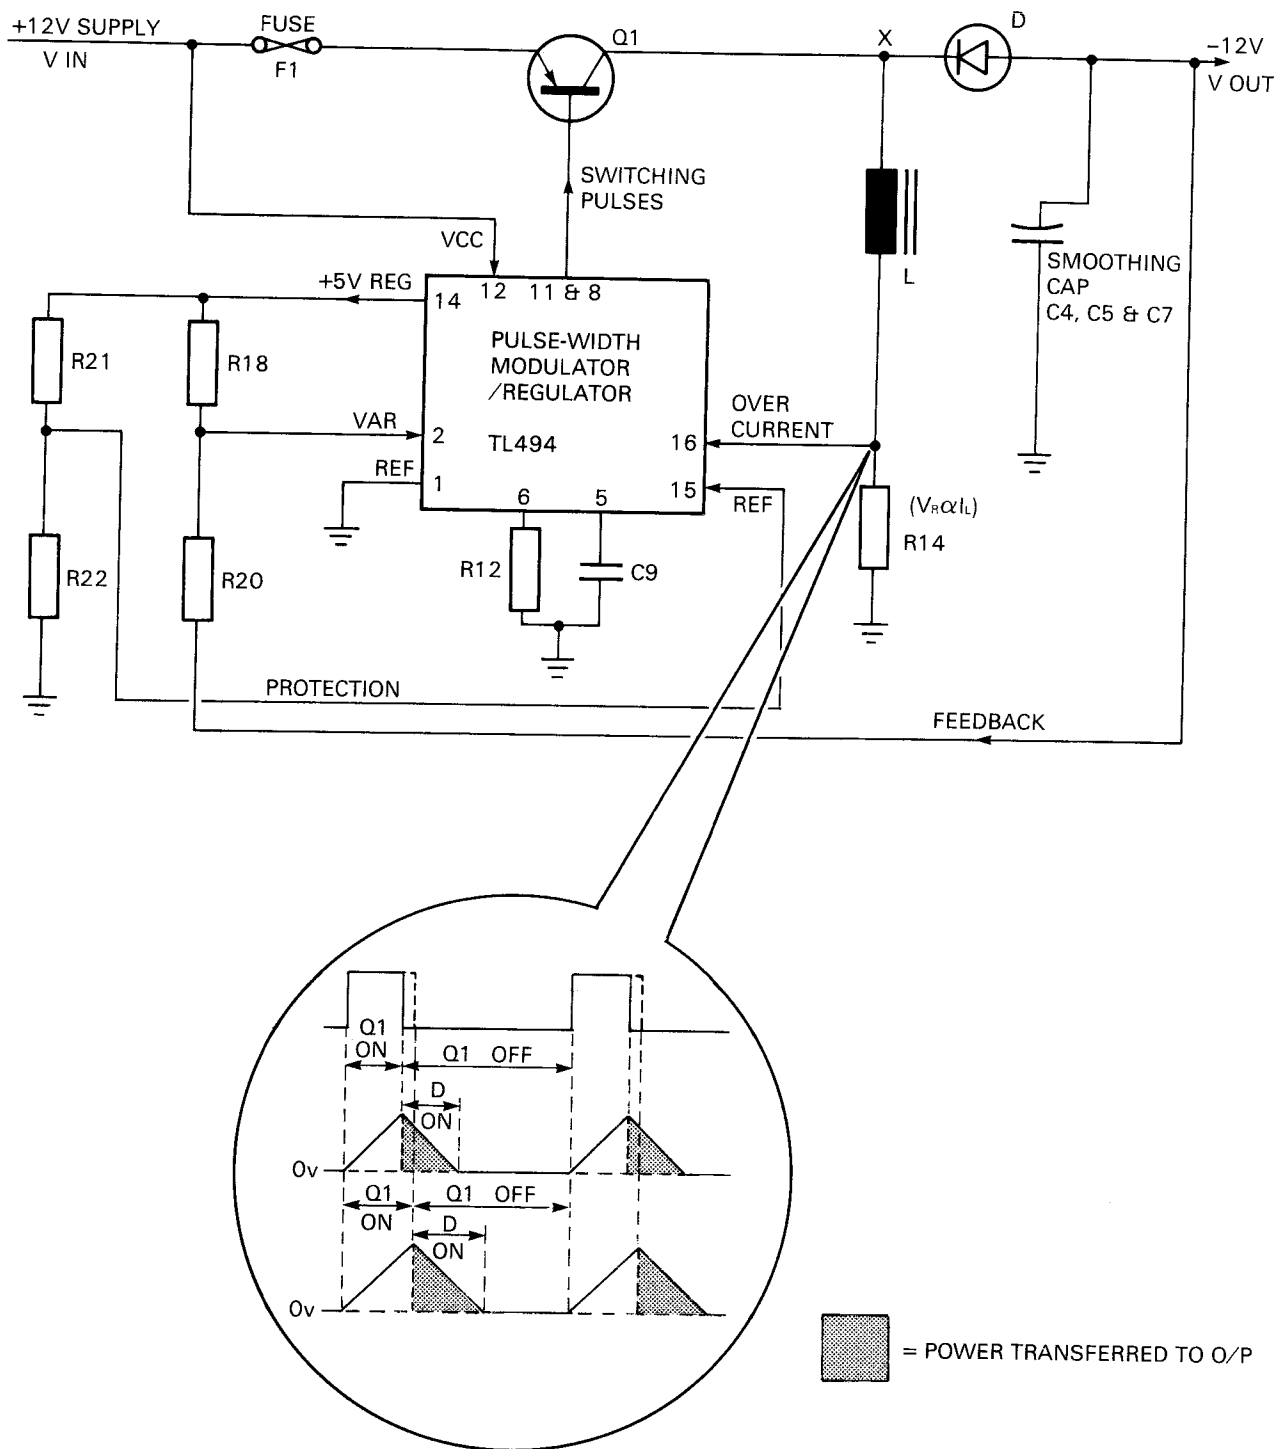 +12V SUPPLY
V IN
FUSE
F1
Q1
X
D
–12V
V OUT
SWITCHING
PULSES
VCC
L
SMOOTHING
CAP
C4, C5 & C7
+5V REG
14
12
11 & 8
PULSE-WIDTH
MODULATOR
/REGULATOR
TL494
R21
R18
VAR
2
REF
1
OVER
CURRENT
16
15
REF
6
5
(VRαIL)
R14
R22
R20
R12
C9
PROTECTION
FEEDBACK
Q1
ON
Q1 OFF
D
ON
Ov
Q1
ON
Q1 OFF
D
ON
Ov
= POWER TRANSFERRED TO O/P